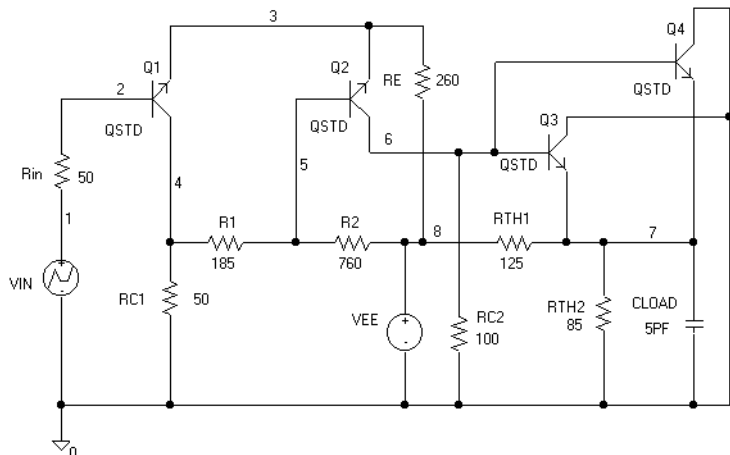 3
Q4
Q1
Q2
2
RE
260
QSTD
Q3
QSTD
QSTD
6
QSTD
Rin
50
5
4
1
R1
R2
8
RTH1
7
185
760
125
VIN
RC1
50
VEE
RC2
100
RTH2
85
CLOAD
5PF
0